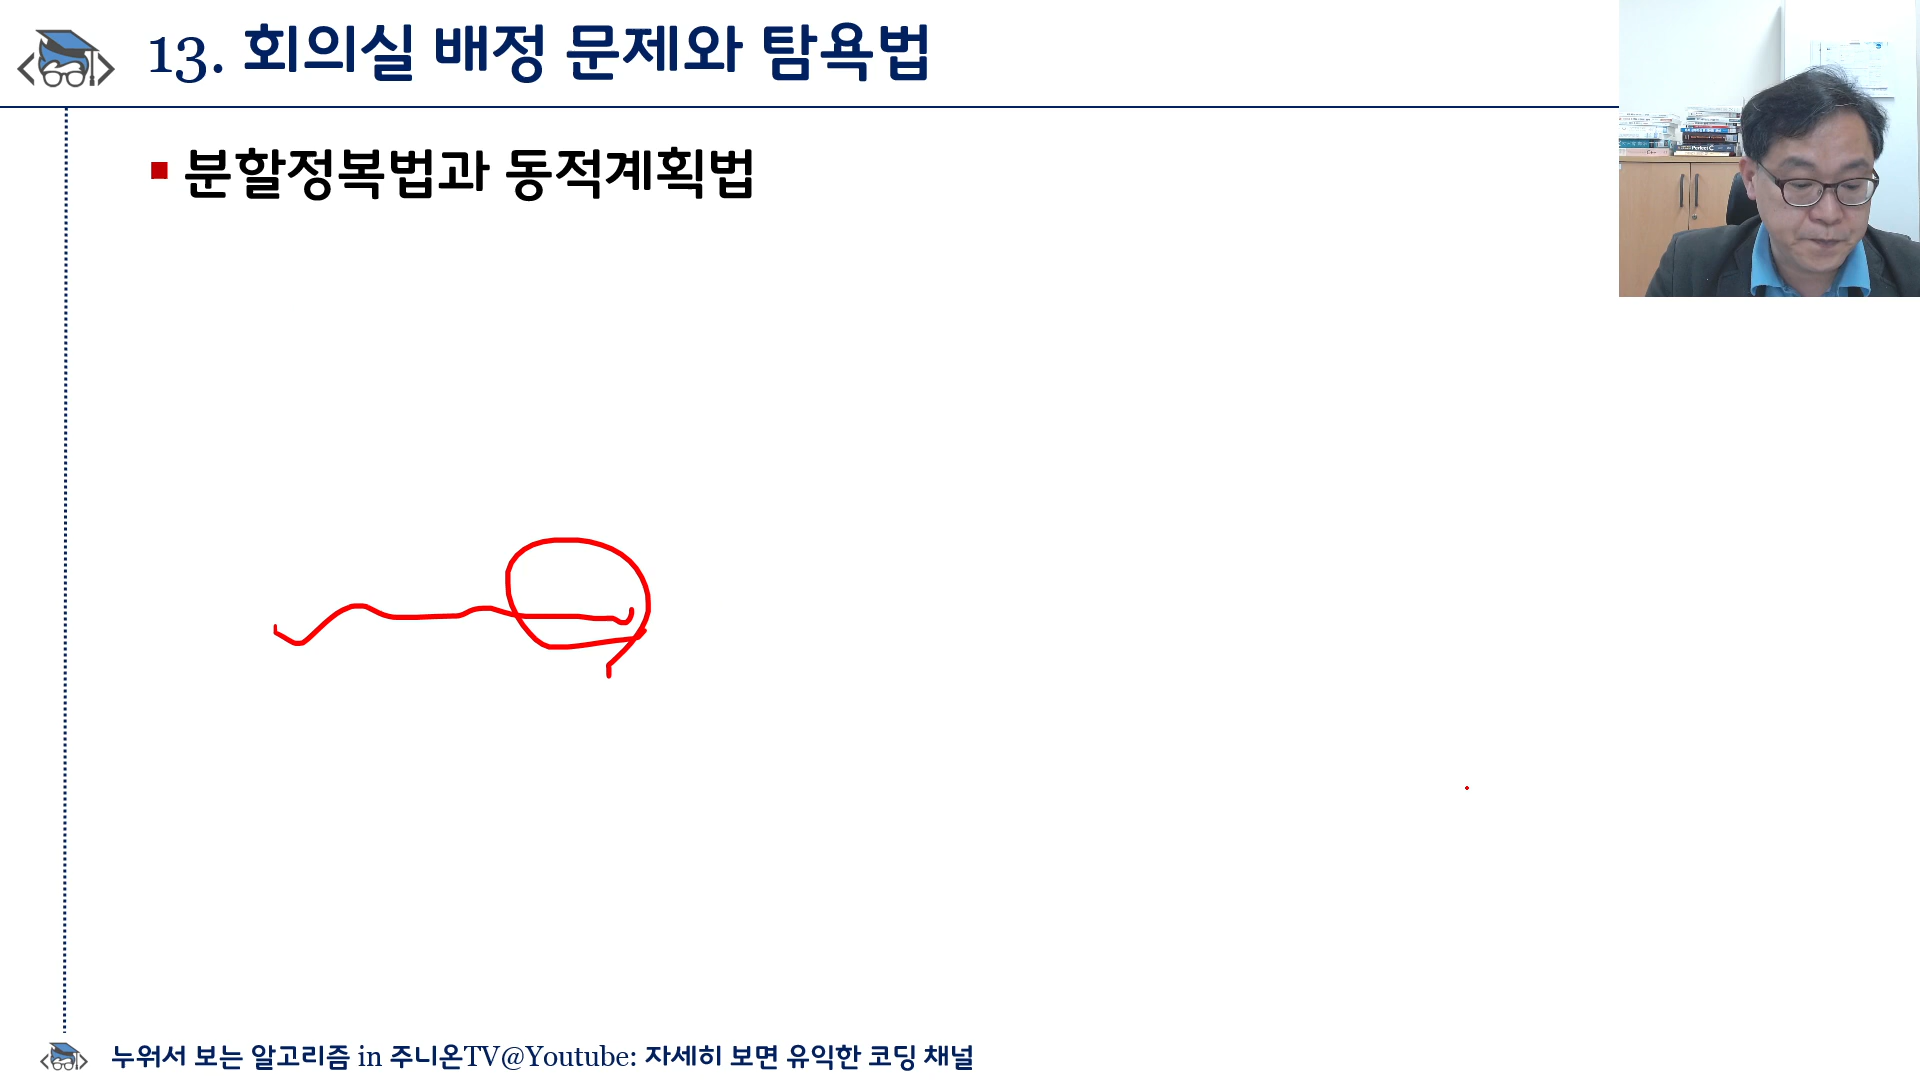 13. 회의실 배정 문제와 탐욕법
분할정복법과 동적계획법
Perfect C
누워서 보는 알고리즘 in 주니온TV@Youtube: 자세히 보면 유익한 코딩 채널